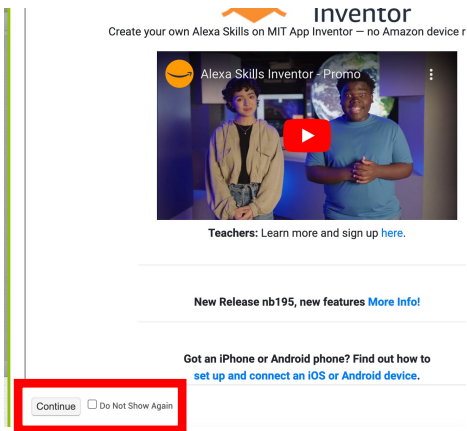 Inventor
Create your own Alexa Skills on MIT App Inventor — no Amazon device r
Alexa Skills Inventor - Promo
Teachers: Learn more and sign up here.
New Release nb195, new features More Info!
Got an iPhone or Android phone? Find out how to
set up and connect an iOS or Android device.
Continue Do Not Show Again